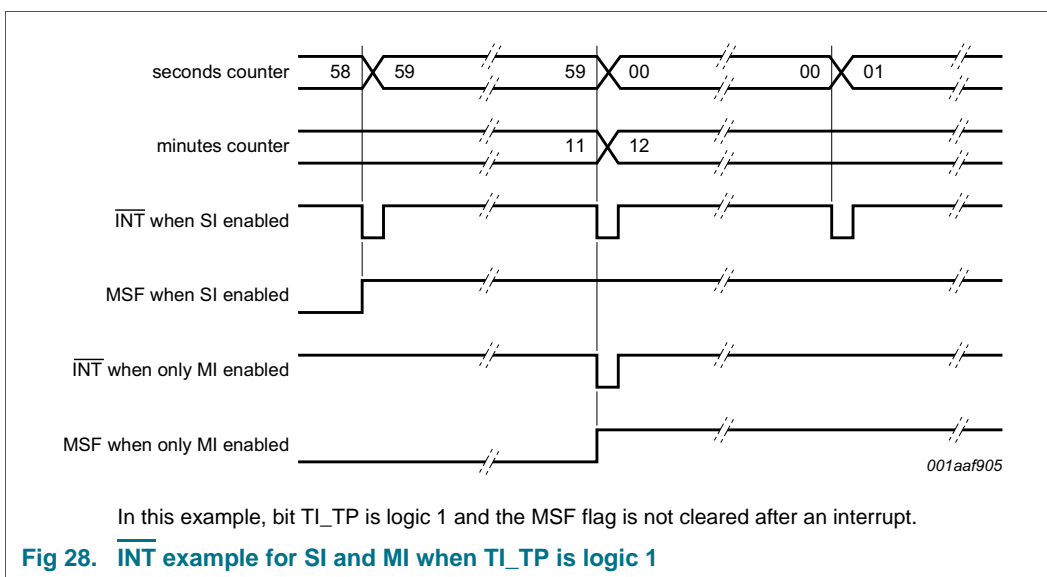 seconds counter 58 59 59 00 00 01
minutes counter 11 12
INT when SI enabled
MSF when SI enabled
INT when only MI enabled
MSF when only MI enabled
001aaf905
In this example, bit TI_TP is logic 1 and the MSF flag is not cleared after an interrupt.
Fig 28. INT example for SI and MI when TI_TP is logic 1